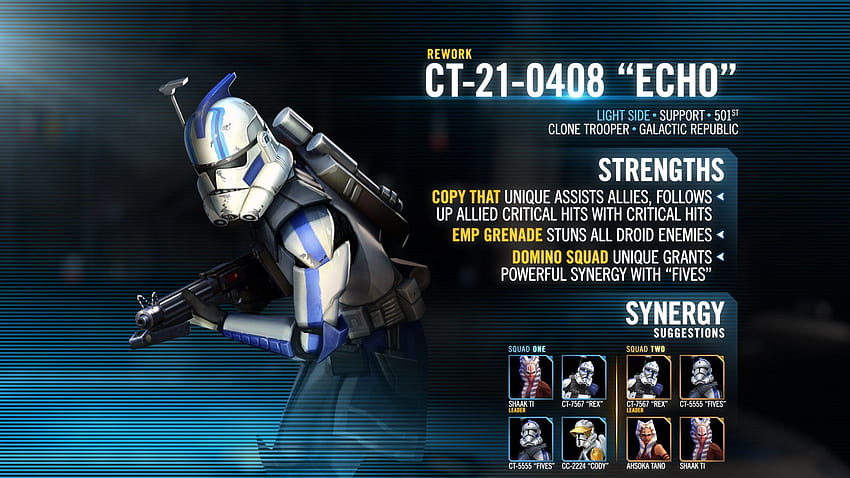 REWORK
CT-21-0408 “ECHO”
LIGHT SIDE • SUPPORT • 501ST
CLONE TROOPER • GALACTIC REPUBLIC
STRENGTHS
COPY THAT UNIQUE ASSISTS ALLIES, FOLLOWS
UP ALLIED CRITICAL HITS WITH CRITICAL HITS
EMP GRENADE STUNS ALL DROID ENEMIES
DOMINO SQUAD UNIQUE GRANTS
POWERFUL SYNERGY WITH “FIVES”
SYNERGY
SUGGESTIONS
SQUAD ONE
SHAAK TI
LEADER
CT-7567 “REX”
CT-5555 “FIVES”
CC-2224 “CODY”
SQUAD TWO
CT-7567 “REX”
LEADER
CT-5555 “FIVES”
AHSOKA TANO
SHAAK TI